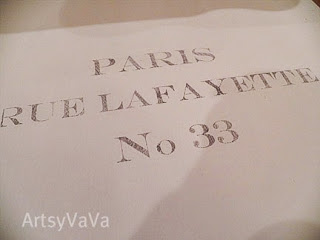 PARIS
RUE LAFAYETTE
No 33
ArtsyVaVa